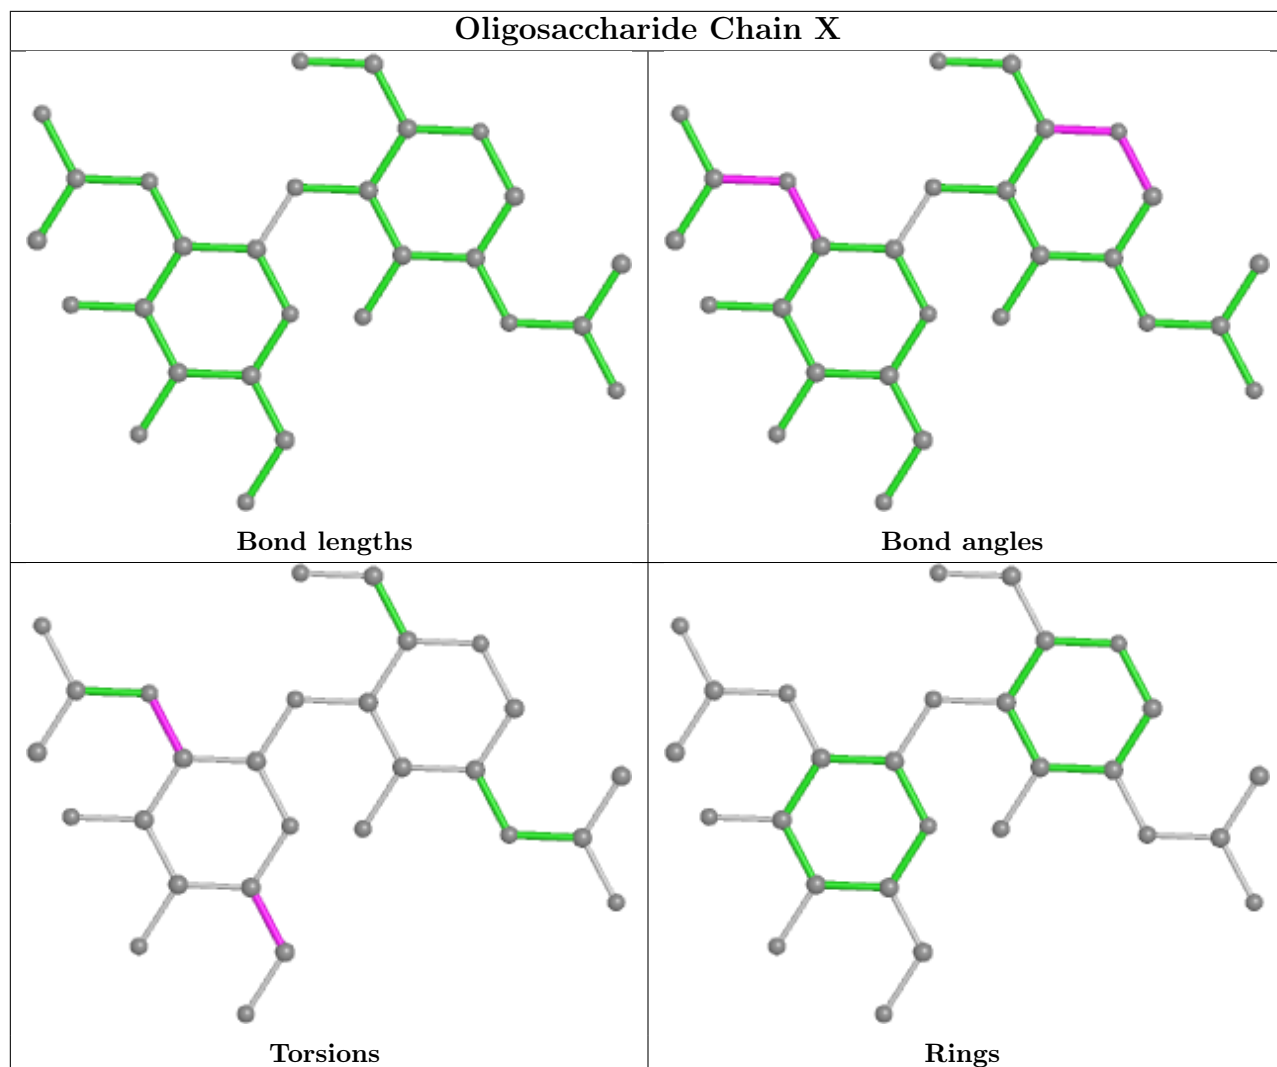 Oligosaccharide Chain X
Bond lengths
Bond angles
Torsions
Rings